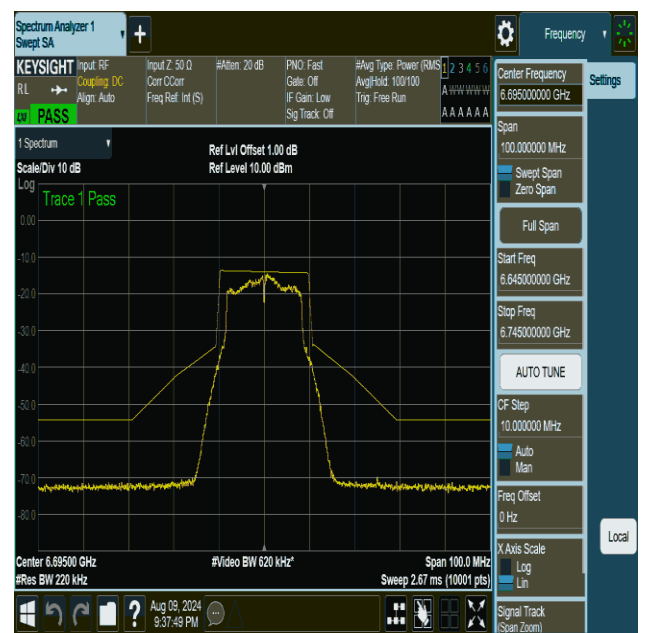 Spectrum Analyzer 1
Swept SA
+
Frequency
KEYSIGHT
RL
PASS
Input: RF
Coupling: DC
Align: Auto
Input Z: 50 Ω
Corr CCorr
Freq Ref: Int (S)
#Atten: 20 dB
PNO: Fast
Gate: Off
IF Gain: Low
Sig Track: Off
#Avg Type: Power (RMS
Avg|Hold: 100/100
Trig: Free Run
1 2 3 4 5 6
A W W W W W
A A A A A A
Center Frequency
6.695000000 GHz
Settings
1 Spectrum
Scale/Div 10 dB
Ref Lvl Offset 1.00 dB
Ref Level 10.00 dBm
Log
Trace 1 Pass
0.00
-10.0
-20.0
-30.0
-40.0
-50.0
-60.0
-70.0
-80.0
Center 6.69500 GHz
#Res BW 220 kHz
#Video BW 620 kHz*
Span 100.0 MHz
Sweep 2.67 ms (10001 pts)
Span
100.000000 MHz
Swept Span
Zero Span
Full Span
Start Freq
6.645000000 GHz
Stop Freq
6.745000000 GHz
AUTO TUNE
CF Step
10.000000 MHz
Auto
Man
Freq Offset
0 Hz
X Axis Scale
Log
Lin
Signal Track
(Span Zoom)
Local
?
Aug 09, 2024
9:37:49 PM